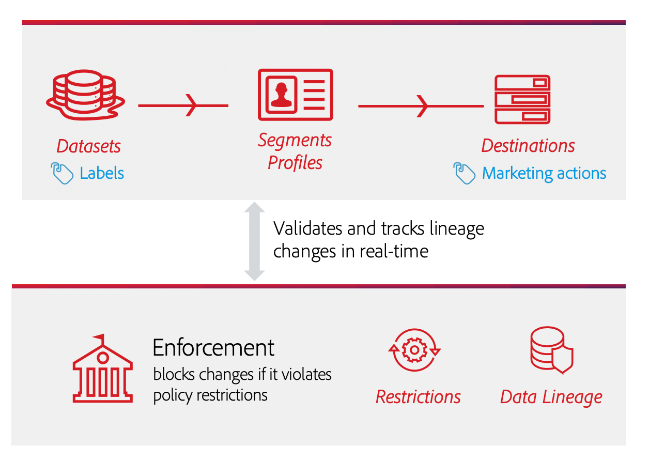 Datasets
Labels
Segments
Profiles
Destinations
Marketing actions
Validates and tracks lineage
changes in real-time
Enforcement
blocks changes if it violates
policy restrictions
Restrictions
Data Lineage